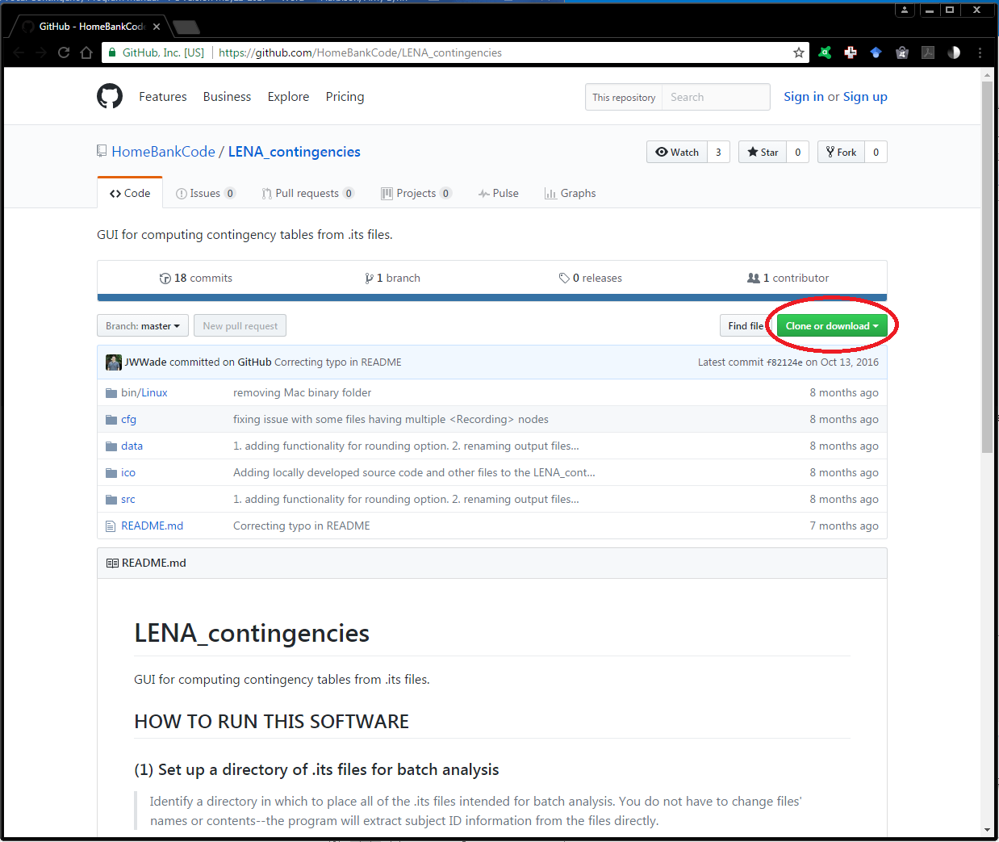 GitHub - HomeBankCode
GitHub, Inc. [US] https://github.com/HomeBankCode/LENA_contingencies
Features Business Explore Pricing This repository Search Sign in or Sign up
HomeBankCode / LENA_contingencies Watch 3 Star 0 Fork 0
Code Issues 0 Pull requests 0 Projects 0 Pulse Graphs
GUI for computing contingency tables from .its files.
18 commits 1 branch 0 releases 1 contributor
Branch: master New pull request Find file Clone or download
JWWade committed on GitHub Correcting typo in README Latest commit f82124e on Oct 13, 2016
bin/Linux removing Mac binary folder 8 months ago
cfg fixing issue with some files having multiple <Recording> nodes 8 months ago
data 1. adding functionality for rounding option. 2. renaming output files... 8 months ago
ico Adding locally developed source code and other files to the LENA_cont... 8 months ago
src 1. adding functionality for rounding option. 2. renaming output files... 8 months ago
README.md Correcting typo in README 7 months ago
README.md
LENA_contingencies
GUI for computing contingency tables from .its files.
HOW TO RUN THIS SOFTWARE
(1) Set up a directory of .its files for batch analysis
Identify a directory in which to place all of the .its files intended for batch analysis. You do not have to change files'
names or contents--the program will extract subject ID information from the files directly.